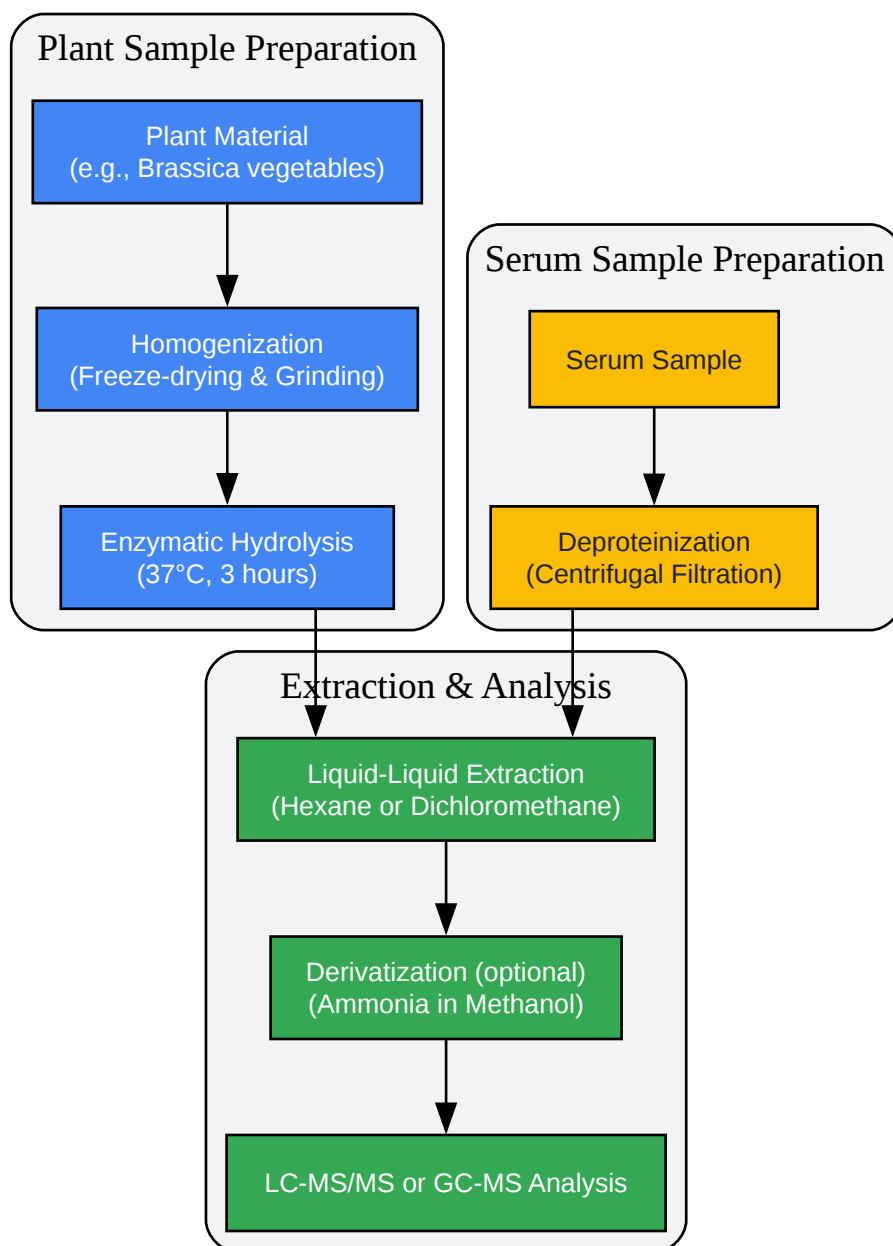 Plant Sample Preparation
Plant Material
(e.g., Brassica vegetables)
Homogenization
(Freeze-drying & Grinding)
Enzymatic Hydrolysis
(37°C, 3 hours)
Serum Sample Preparation
Serum Sample
Deproteinization
(Centrifugal Filtration)
Extraction & Analysis
Liquid-Liquid Extraction
(Hexane or Dichloromethane)
Derivatization (optional)
(Ammonia in Methanol)
LC-MS/MS or GC-MS Analysis